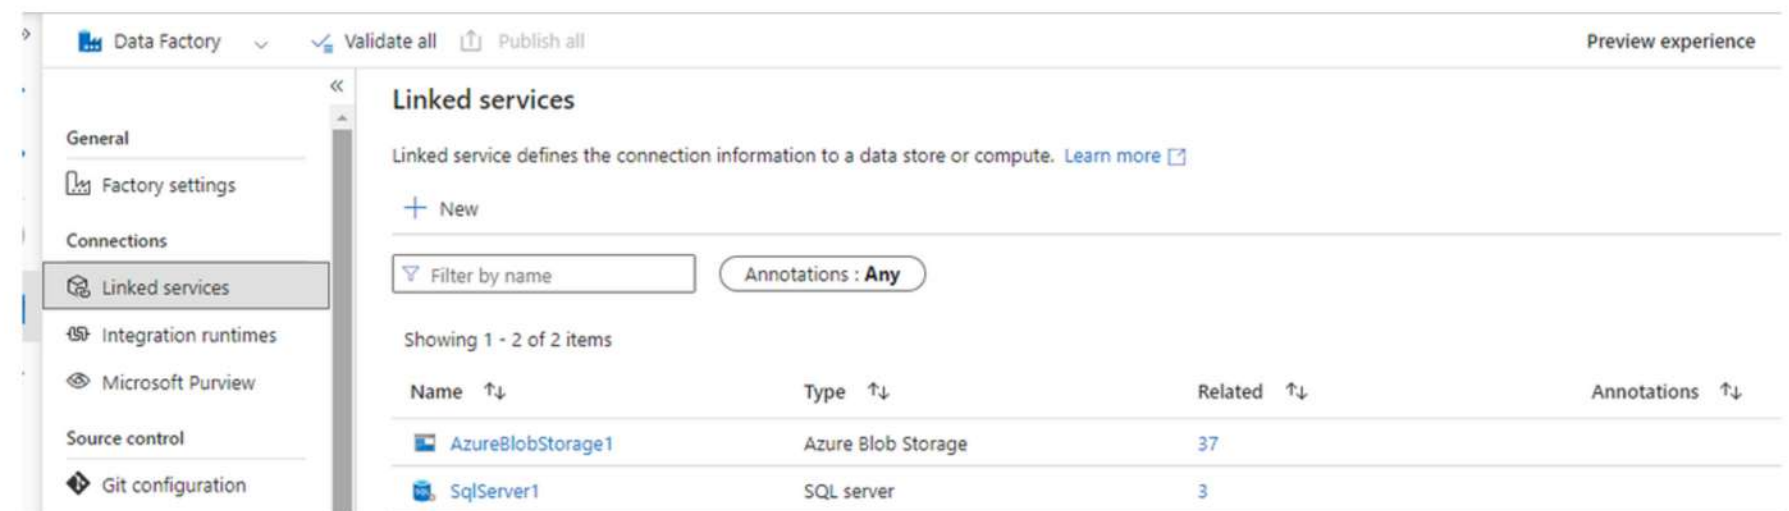 Data Factory Validate all Publish all Preview experience
General
Factory settings
Connections
Linked services
Integration runtimes
Microsoft Purview
Source control
Git configuration
Linked services
Linked service defines the connection information to a data store or compute. Learn more
New
Filter by name Annotations : Any
Showing 1 - 2 of 2 items
Name Type Related Annotations
AzureBlobStorage1 Azure Blob Storage 37
SqlServer1 SQL server 3